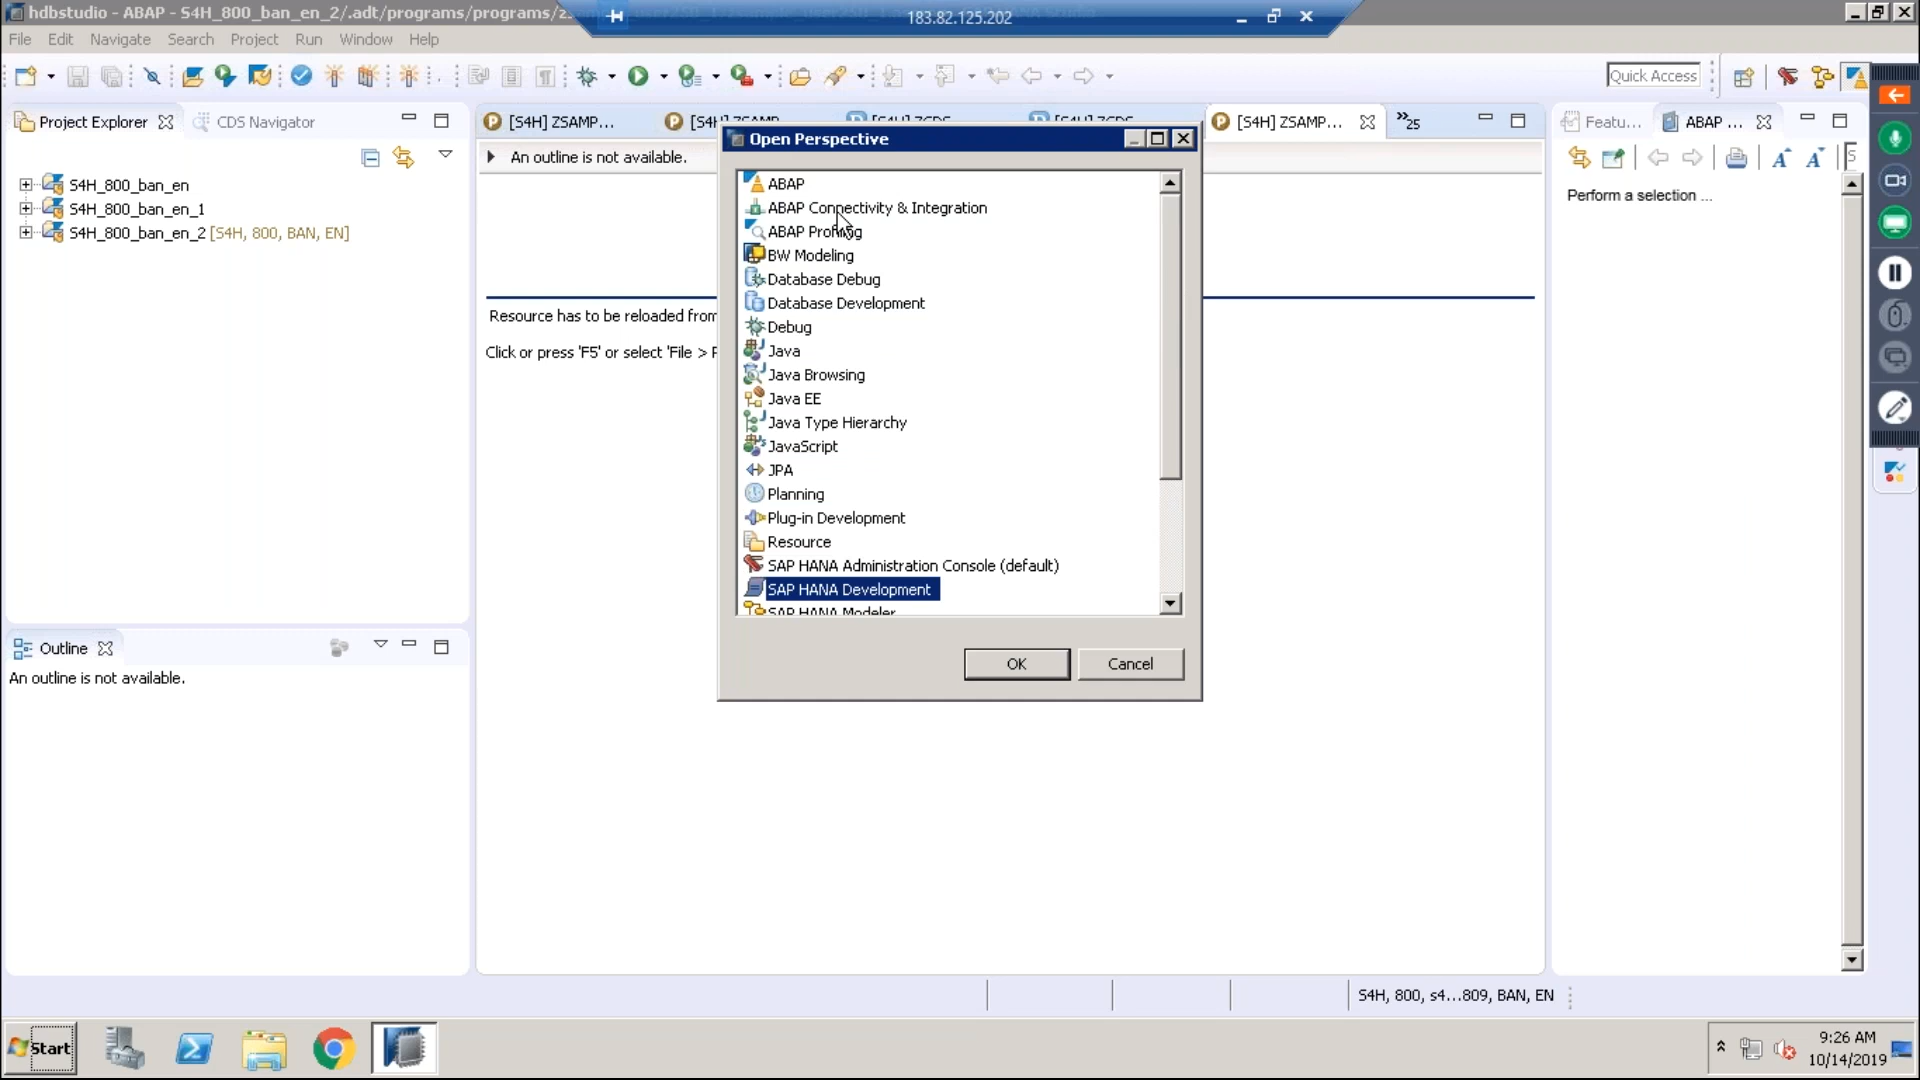 hdbstudio - ABAP - S4H_800_ban_en_2/.adt/programs/programs/z
183.82.125.202
File Edit Navigate Search Project Run Window Help
Quick Access
Project Explorer
CDS Navigator
[S4H] ZSAMP...
[S4H] ZSAMP...
25
Featu...
ABAP ...
S4H_800_ban_en
S4H_800_ban_en_1
S4H_800_ban_en_2 [S4H, 800, BAN, EN]
An outline is not available.
Resource has to be reloaded from
Click or press 'F5' or select 'File > R
Perform a selection ...
Open Perspective
ABAP
ABAP Connectivity & Integration
ABAP Profiling
BW Modeling
Database Debug
Database Development
Debug
Java
Java Browsing
Java EE
Java Type Hierarchy
JavaScript
JPA
Planning
Plug-in Development
Resource
SAP HANA Administration Console (default)
SAP HANA Development
SAP HANA Modeler
OK
Cancel
Outline
An outline is not available.
S4H, 800, s4...809, BAN, EN
Start
9:26 AM
10/14/2019